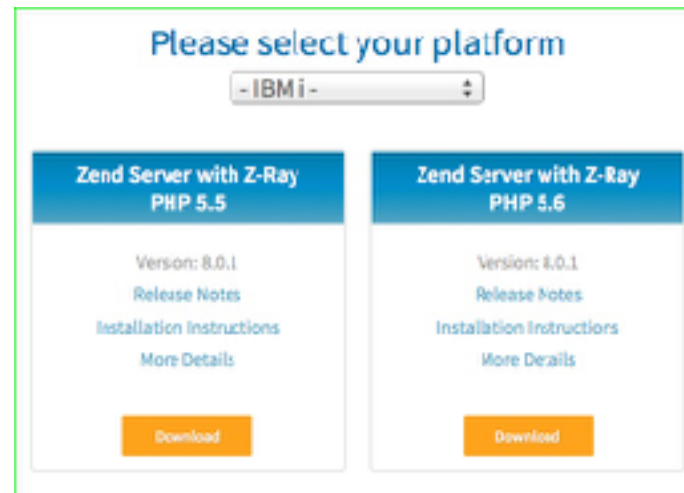 Please select your platform
- IBM i -
Zend Server with Z-Ray
PHP 5.5
Version: 8.0.1
Release Notes
Installation Instructions
More Details
Download
Zend Server with Z-Ray
PHP 5.6
Version: 8.0.1
Release Notes
Installation Instructions
More Details
Download